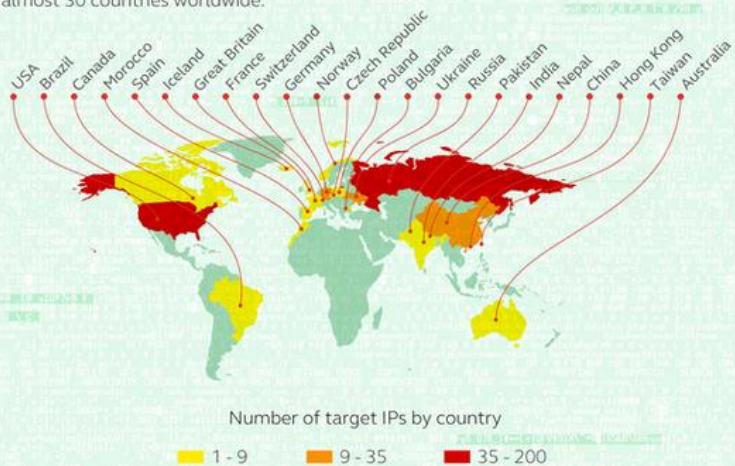 almost 30 countries worldwide.
USA
Brazil
Canada
Morocco
Spain
Iceland
Great Britain
France
Switzerland
Germany
Norway
Czech Republic
Poland
Bulgaria
Ukraine
Russia
Pakistan
India
Nepal
China
Hong Kong
Taiwan
Australia
Number of target IPs by country
1 - 9
9 - 35
35 - 200